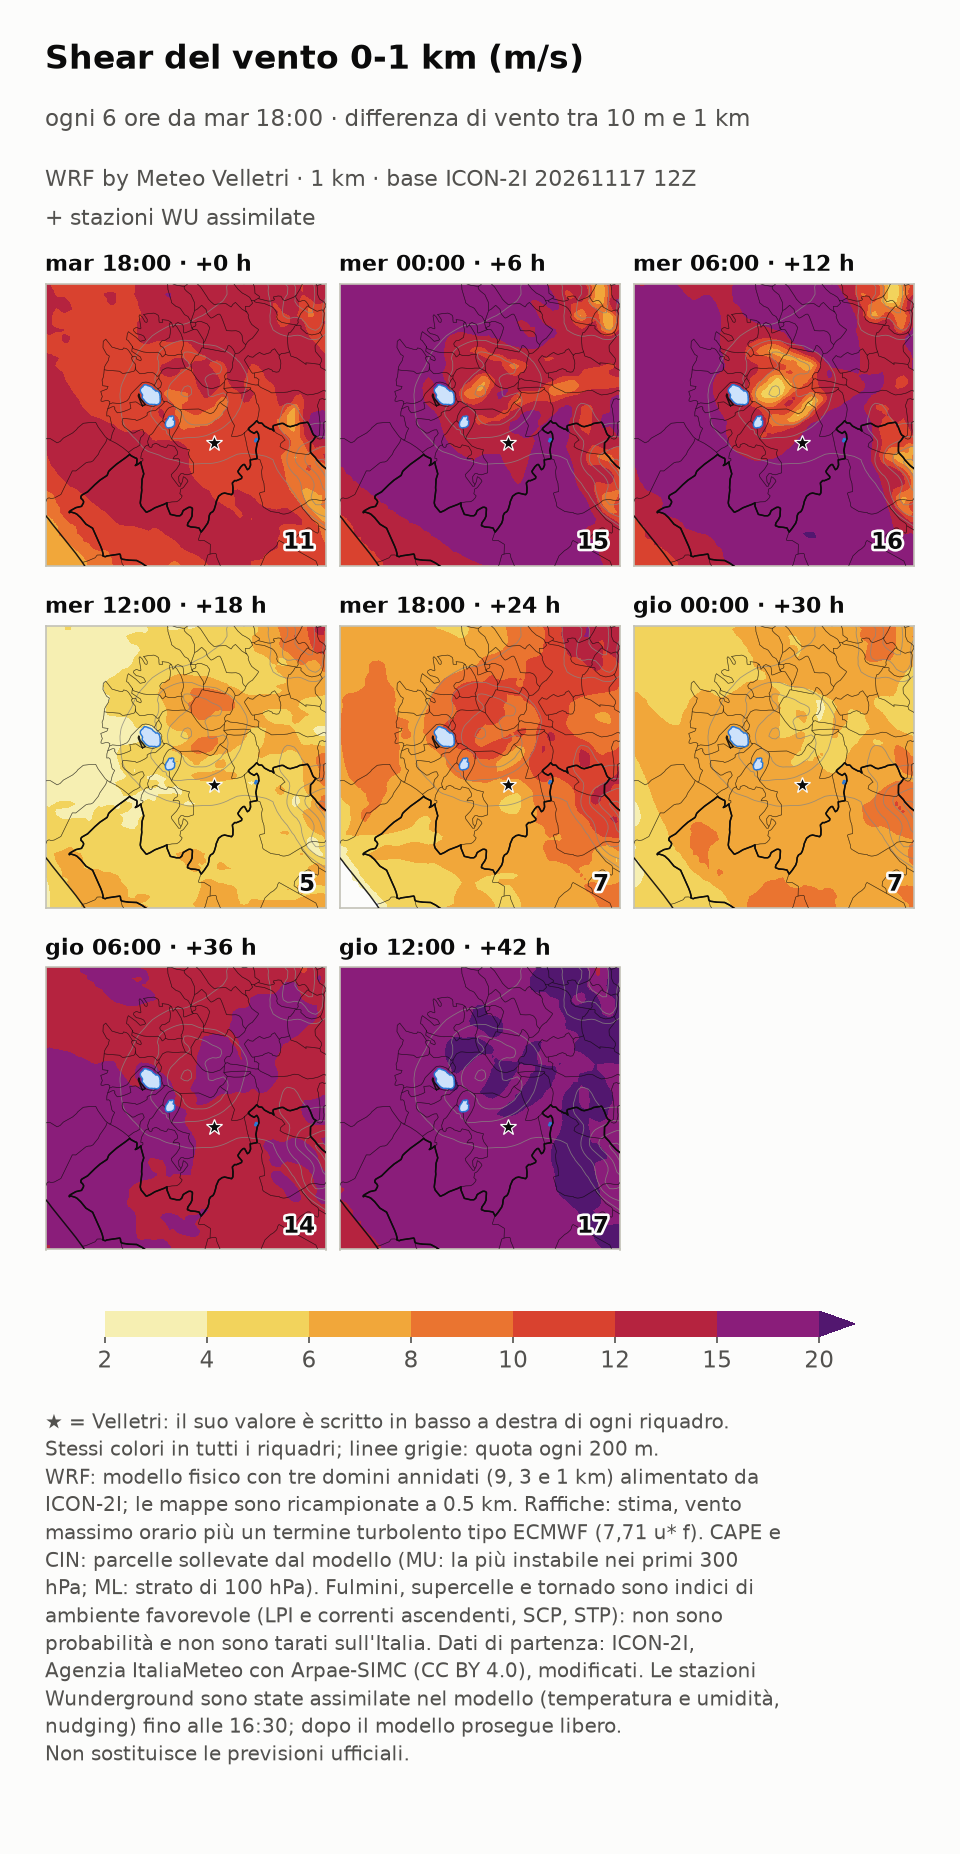 Shear del vento 0-1 km (m/s)
ogni 6 ore da mar 18:00 · differenza di vento tra 10 m e 1 km
WRF by Meteo Velletri · 1 km · base ICON-2I 20261117 12Z
+ stazioni WU assimilate
mar 18:00 · +0 h
mer 00:00 · +6 h
mer 06:00 · +12 h
11
15
16
mer 12:00 · +18 h
mer 18:00 · +24 h
gio 00:00 · +30 h
5
7
7
gio 06:00 · +36 h
gio 12:00 · +42 h
14
17
2 4 6 8 10 12 15 20
★ = Velletri: il suo valore è scritto in basso a destra di ogni riquadro.
Stessi colori in tutti i riquadri; linee grigie: quota ogni 200 m.
WRF: modello fisico con tre domini annidati (9, 3 e 1 km) alimentato da
ICON-2I; le mappe sono ricampionate a 0.5 km. Raffiche: stima, vento
massimo orario più un termine turbolento tipo ECMWF (7,71 u* f). CAPE e
CIN: parcelle sollevate dal modello (MU: la più instabile nei primi 300
hPa; ML: strato di 100 hPa). Fulmini, supercelle e tornado sono indici di
ambiente favorevole (LPI e correnti ascendenti, SCP, STP): non sono
probabilità e non sono tarati sull'Italia. Dati di partenza: ICON-2I,
Agenzia ItaliaMeteo con Arpae-SIMC (CC BY 4.0), modificati. Le stazioni
Wunderground sono state assimilate nel modello (temperatura e umidità,
nudging) fino alle 16:30; dopo il modello prosegue libero.
Non sostituisce le previsioni ufficiali.